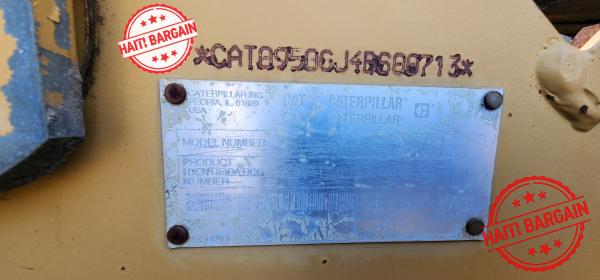 HAITI BARGAIN
*CAT0950GJ4BS00713*
CATERPILLAR INC.
PEORIA, IL 61629
USA
CAT CATERPILLAR
CATERPILLAR
MODEL NUMBER
PRODUCT
IDENTIFICATION
NUMBER
HAITI BARGAIN